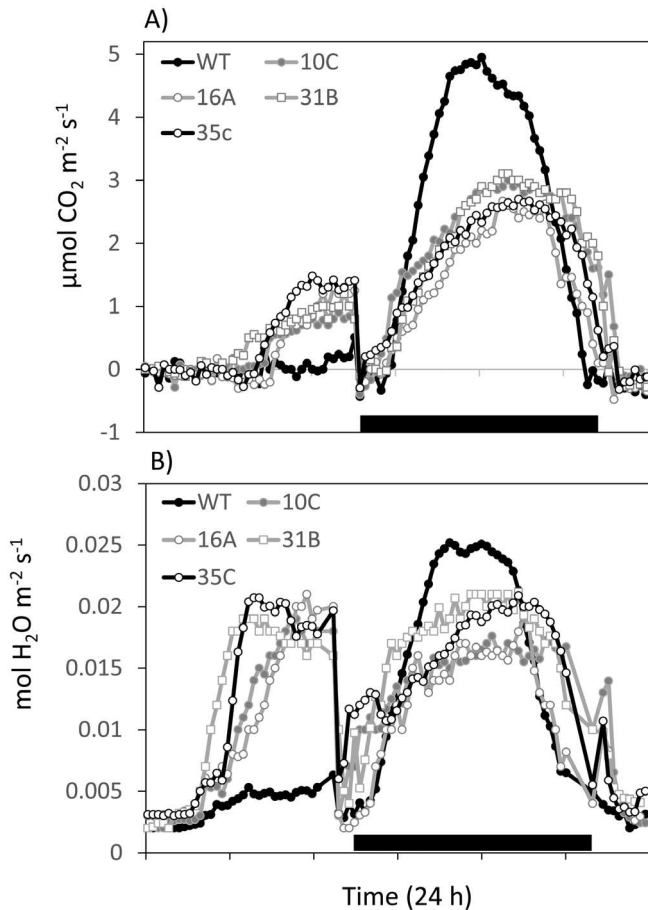 A)
WT 10C
16A 31B
35c
5
4
3
2
1
0
-1
µmol CO₂ m⁻² s⁻¹
B)
WT 10C
16A 31B
35C
0.03
0.025
0.02
0.015
0.01
0.005
0
mol H₂O m⁻² s⁻¹
Time (24 h)